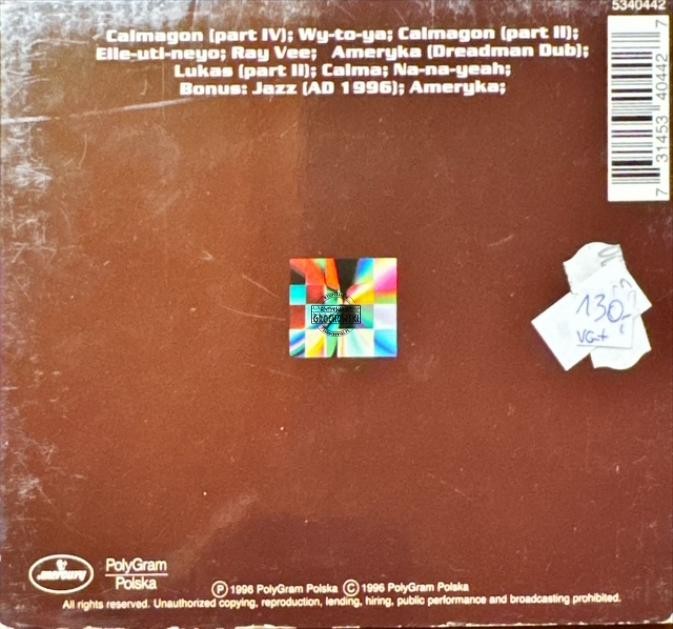 5340442
Calmagon (part IV); Wy-to-ya; Calmagon (part II);
Elle-uti-neyo; Ray Vee; Ameryka (Dreadman Dub);
Lukas (part II); Calma; Na-na-yeah;
Bonus: Jazz (AD 1996); Ameryka;
7 31453 40442 7
130,-
VG+
mercury
PolyGram
Polska
Ⓟ 1996 PolyGram Polska Ⓒ 1996 PolyGram Polska
All rights reserved. Unauthorized copying, reproduction, lending, hiring, public performance and broadcasting prohibited.